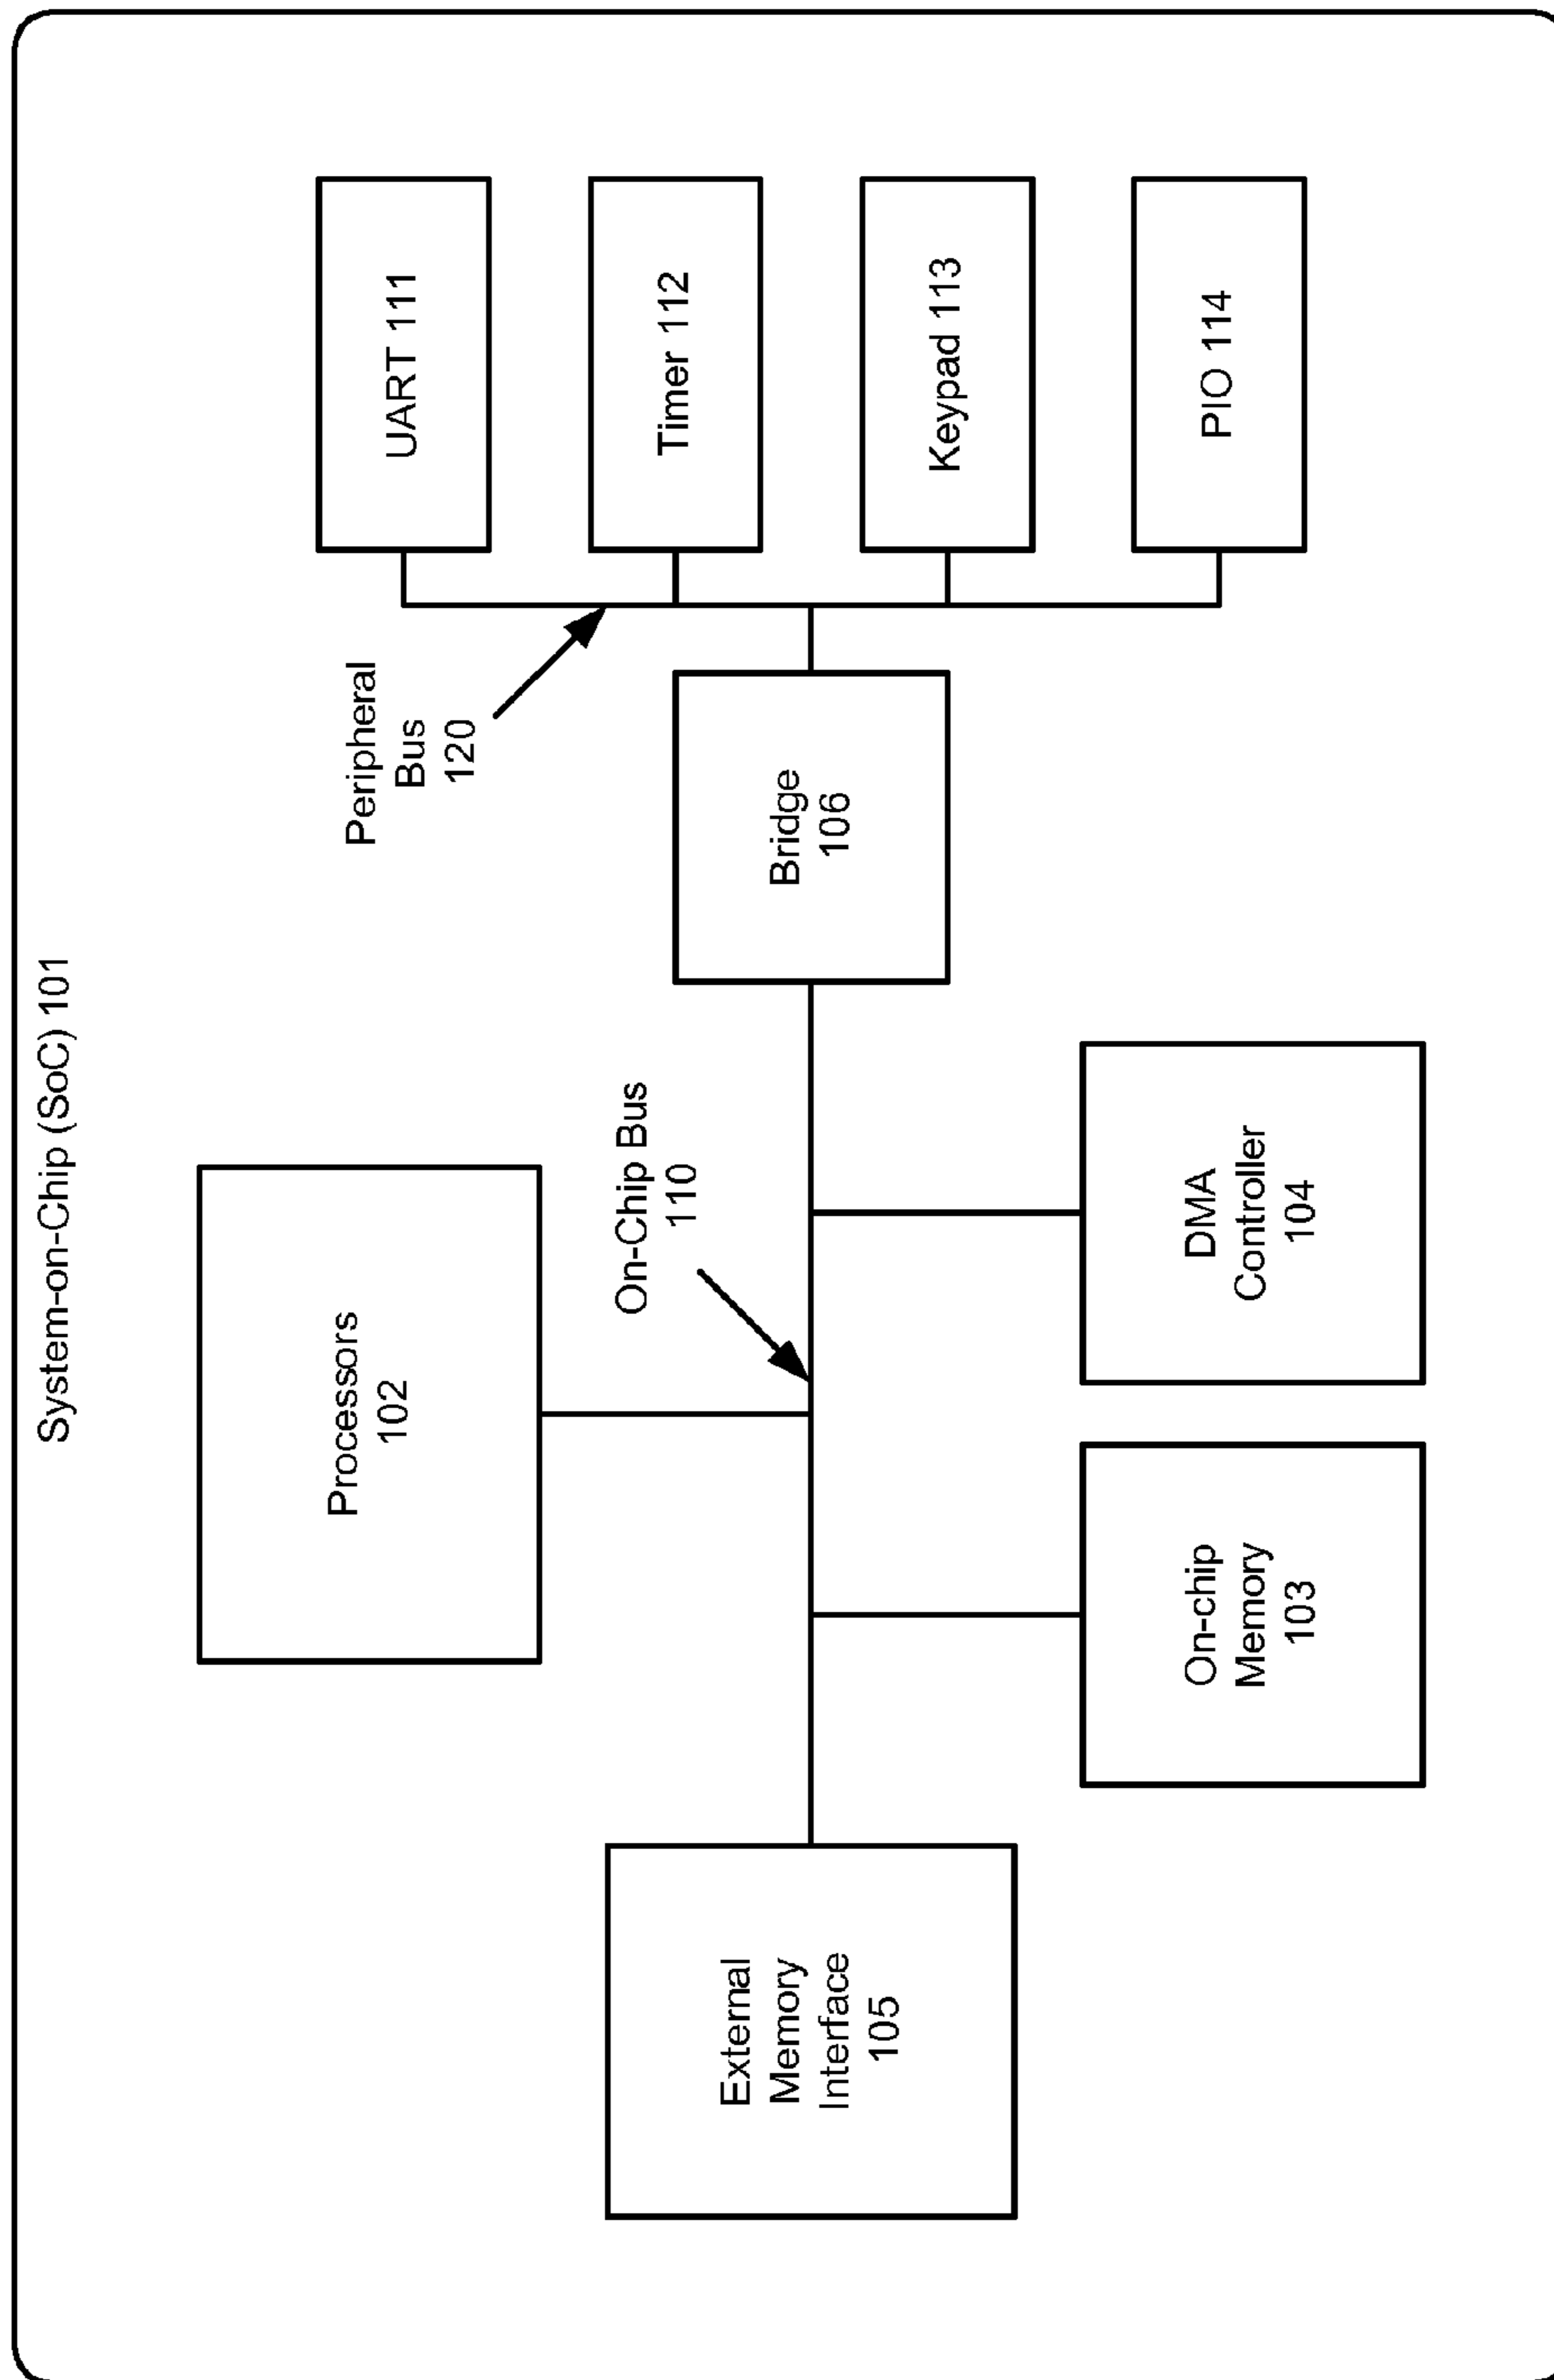 System-on-Chip (SoC) 101
Processors
102
On-Chip Bus
110
Peripheral
Bus
120
UART 111
Timer 112
Keypad 113
PIO 114
Bridge
106
External
Memory
Interface
105
On-chip
Memory
103
DMA
Controller
104